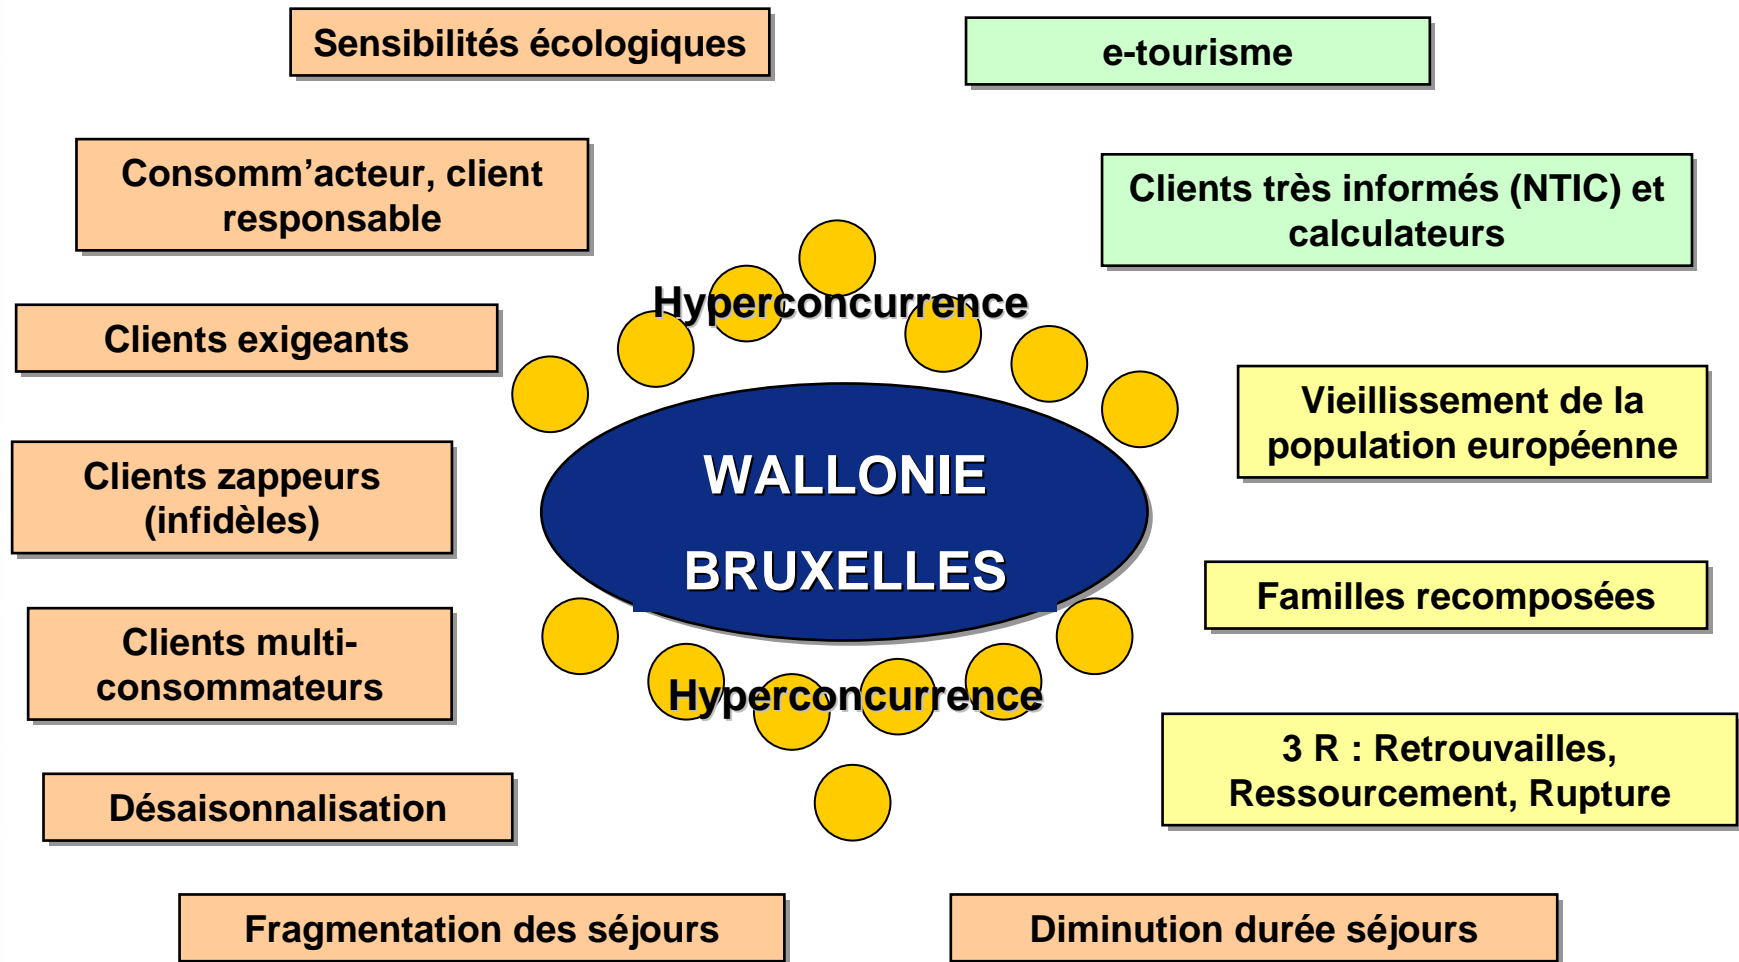 Sensibilités écologiques
e-tourisme
Consomm’acteur, client
responsable
Clients très informés (NTIC) et
calculateurs
Hyperconcurrence
Clients exigeants
Vieillissement de la
population européenne
WALLONIE
BRUXELLES
Clients zappeurs
(infidèles)
Familles recomposées
Clients multi-
consommateurs
Hyperconcurrence
3 R : Retrouvailles,
Ressourcement, Rupture
Désaisonnalisation
Fragmentation des séjours
Diminution durée séjours